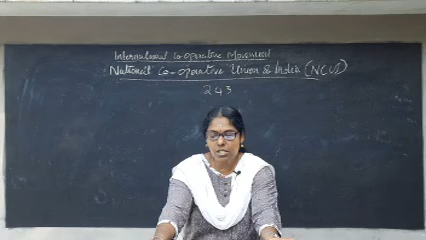 International Co-operative Movement
National Co-operative Union of India (NCUI)
243